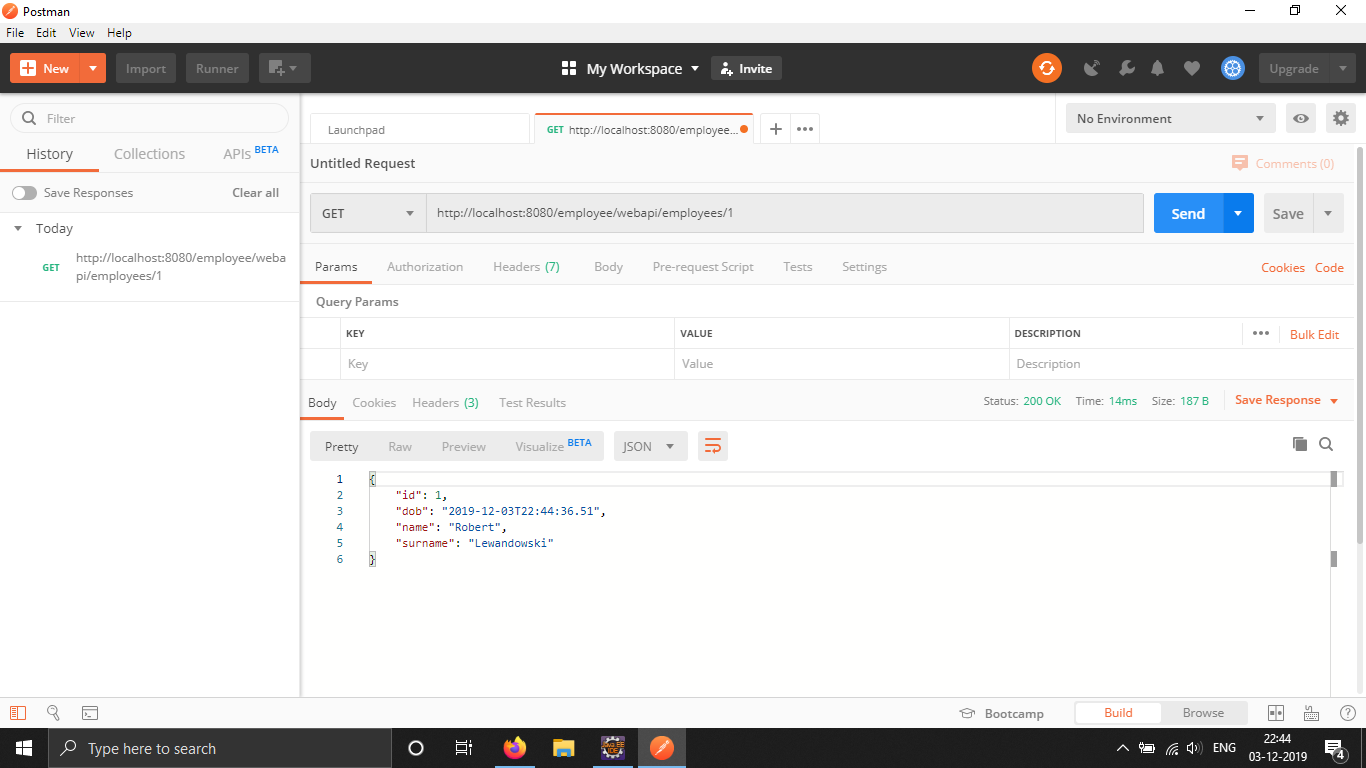 Postman
File Edit View Help
New Import Runner My Workspace Invite Upgrade
Filter
History Collections APIs BETA
Save Responses Clear all
Today
GET http://localhost:8080/employee/weba
pi/employees/1
Launchpad GET http://localhost:8080/employee... No Environment
Untitled Request Comments (0)
GET http://localhost:8080/employee/webapi/employees/1 Send Save
Params Authorization Headers (7) Body Pre-request Script Tests Settings Cookies Code
Query Params
KEY VALUE DESCRIPTION Bulk Edit
Key Value Description
Body Cookies Headers (3) Test Results Status: 200 OK Time: 14ms Size: 187 B Save Response
Pretty Raw Preview Visualize BETA JSON
1 {
2 "id": 1,
3 "dob": "2019-12-03T22:44:36.51",
4 "name": "Robert",
5 "surname": "Lewandowski"
6 }
Bootcamp Build Browse
Type here to search ENG 22:44
03-12-2019 4